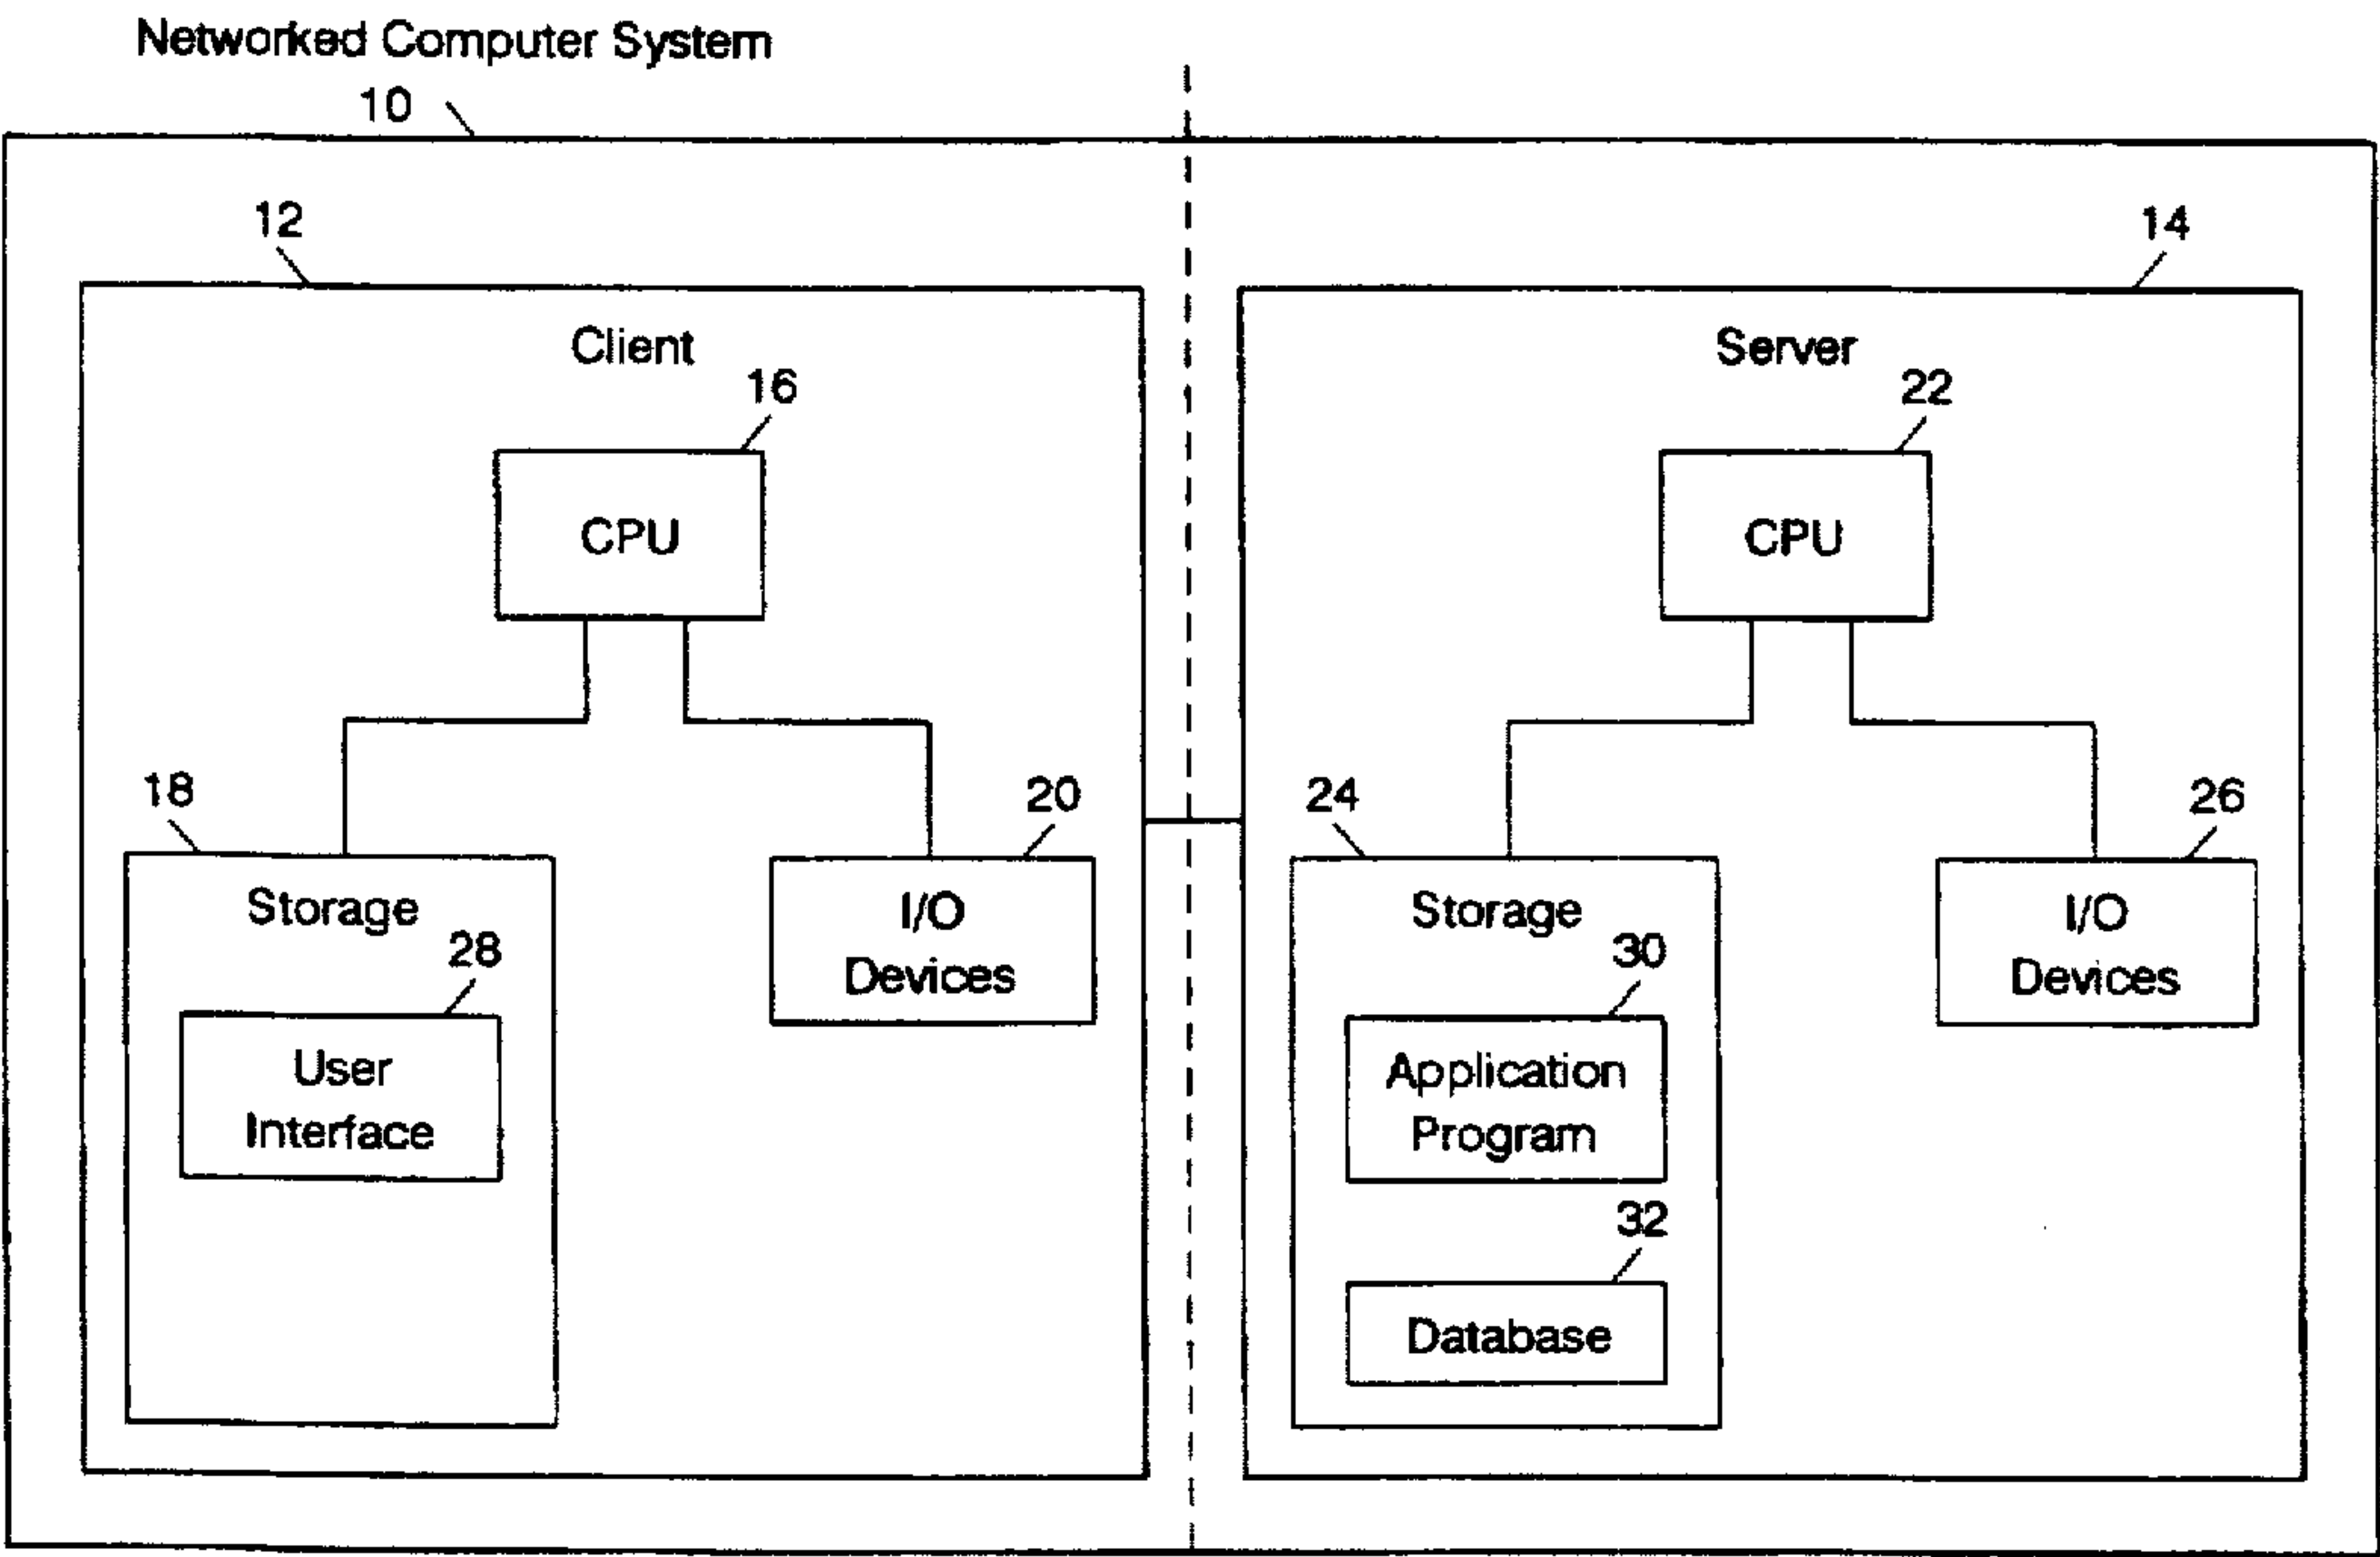 Networked Computer System
10
12
14
Client
Server
16
22
CPU
CPU
18
20
24
26
Storage
I/O
Devices
Storage
I/O
Devices
28
30
User
Interface
Application
Program
32
Database